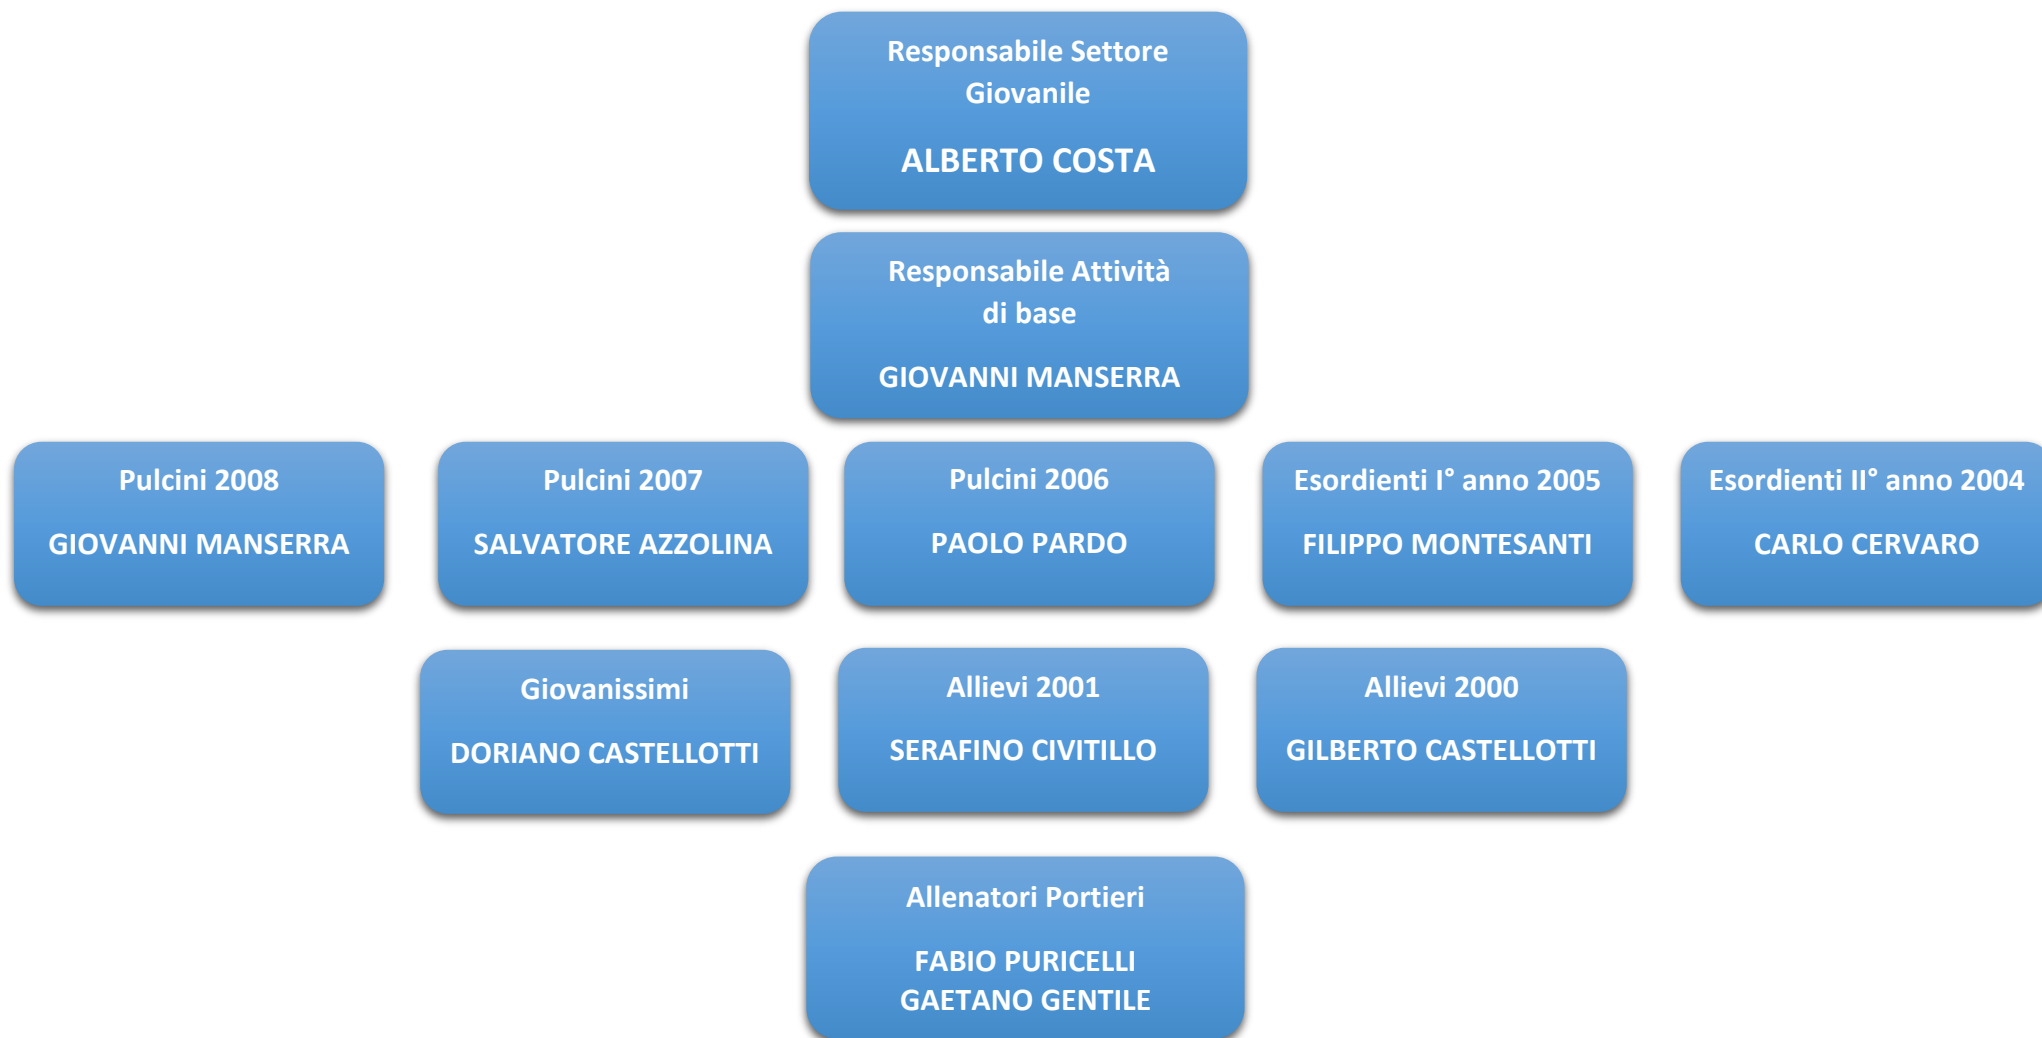 Responsabile Settore
Giovanile
ALBERTO COSTA
Responsabile Attività
di base
GIOVANNI MANSERRA
Pulcini 2008
GIOVANNI MANSERRA
Pulcini 2007
SALVATORE AZZOLINA
Pulcini 2006
PAOLO PARDO
Esordienti I° anno 2005
FILIPPO MONTESANTI
Esordienti II° anno 2004
CARLO CERVARO
Giovanissimi
DORIANO CASTELLOTTI
Allievi 2001
SERAFINO CIVITILLO
Allievi 2000
GILBERTO CASTELLOTTI
Allenatori Portieri
FABIO PURICELLI
GAETANO GENTILE